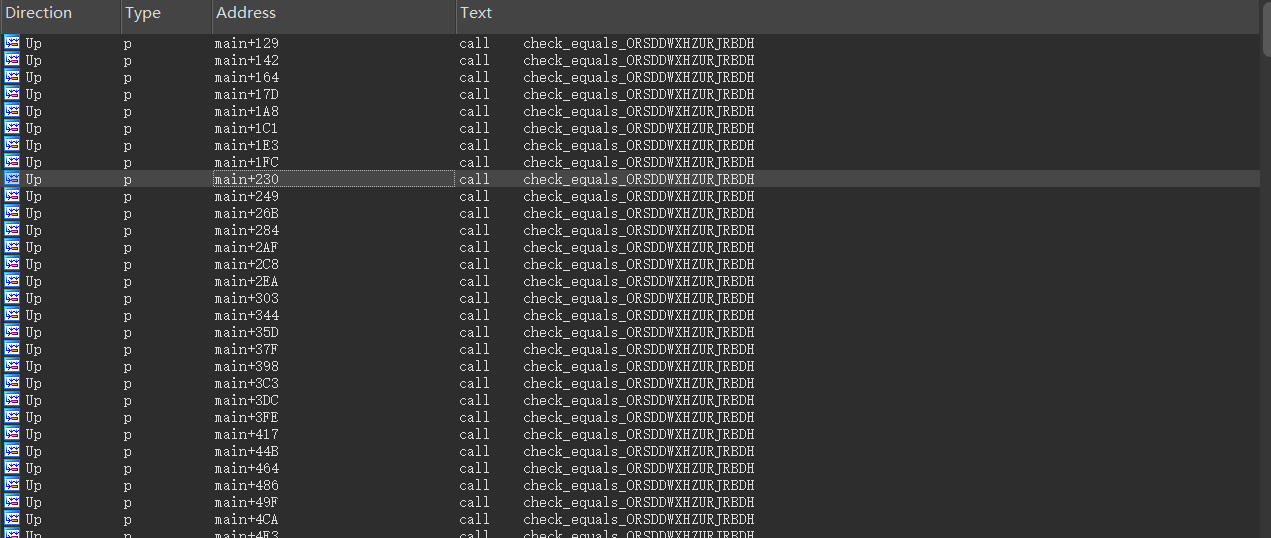 Direction Type Address Text
Up p main+129 call check_equals_ORSDDWXHZURJRBDH
Up p main+142 call check_equals_ORSDDWXHZURJRBDH
Up p main+164 call check_equals_ORSDDWXHZURJRBDH
Up p main+17D call check_equals_ORSDDWXHZURJRBDH
Up p main+1A8 call check_equals_ORSDDWXHZURJRBDH
Up p main+1C1 call check_equals_ORSDDWXHZURJRBDH
Up p main+1E3 call check_equals_ORSDDWXHZURJRBDH
Up p main+1FC call check_equals_ORSDDWXHZURJRBDH
Up p main+230 call check_equals_ORSDDWXHZURJRBDH
Up p main+249 call check_equals_ORSDDWXHZURJRBDH
Up p main+26B call check_equals_ORSDDWXHZURJRBDH
Up p main+284 call check_equals_ORSDDWXHZURJRBDH
Up p main+2AF call check_equals_ORSDDWXHZURJRBDH
Up p main+2C8 call check_equals_ORSDDWXHZURJRBDH
Up p main+2EA call check_equals_ORSDDWXHZURJRBDH
Up p main+303 call check_equals_ORSDDWXHZURJRBDH
Up p main+344 call check_equals_ORSDDWXHZURJRBDH
Up p main+35D call check_equals_ORSDDWXHZURJRBDH
Up p main+37F call check_equals_ORSDDWXHZURJRBDH
Up p main+398 call check_equals_ORSDDWXHZURJRBDH
Up p main+3C3 call check_equals_ORSDDWXHZURJRBDH
Up p main+3DC call check_equals_ORSDDWXHZURJRBDH
Up p main+3FE call check_equals_ORSDDWXHZURJRBDH
Up p main+417 call check_equals_ORSDDWXHZURJRBDH
Up p main+44B call check_equals_ORSDDWXHZURJRBDH
Up p main+464 call check_equals_ORSDDWXHZURJRBDH
Up p main+486 call check_equals_ORSDDWXHZURJRBDH
Up p main+49F call check_equals_ORSDDWXHZURJRBDH
Up p main+4CA call check_equals_ORSDDWXHZURJRBDH
Up p main+4E3 call check_equals_ORSDDWXHZURJRBDH